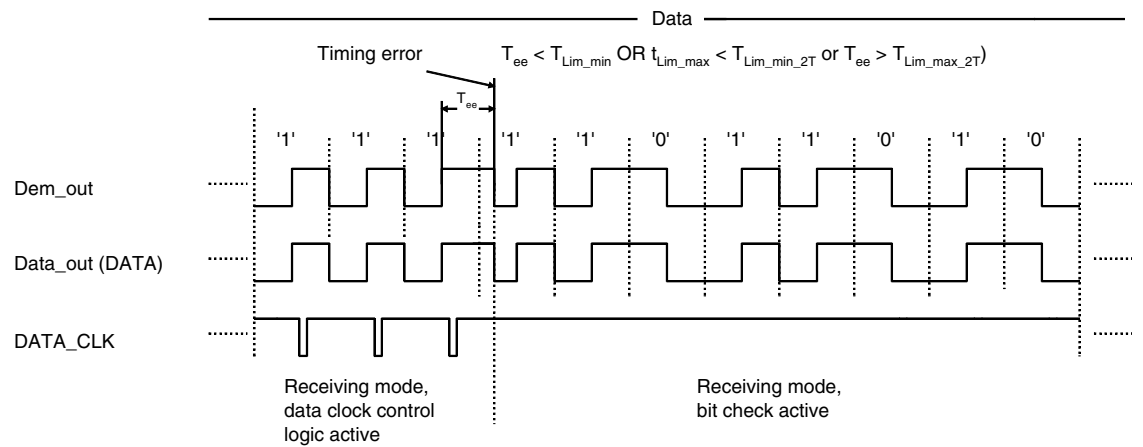 Data
Timing error
T_ee < T_Lim_min OR t_Lim_max < T_Lim_min_2T or T_ee > T_Lim_max_2T)
T_ee
'1' '1' '1' '1' '1' '0' '1' '1' '0' '1' '0'
Dem_out
Data_out (DATA)
DATA_CLK
Receiving mode,
data clock control
logic active
Receiving mode,
bit check active